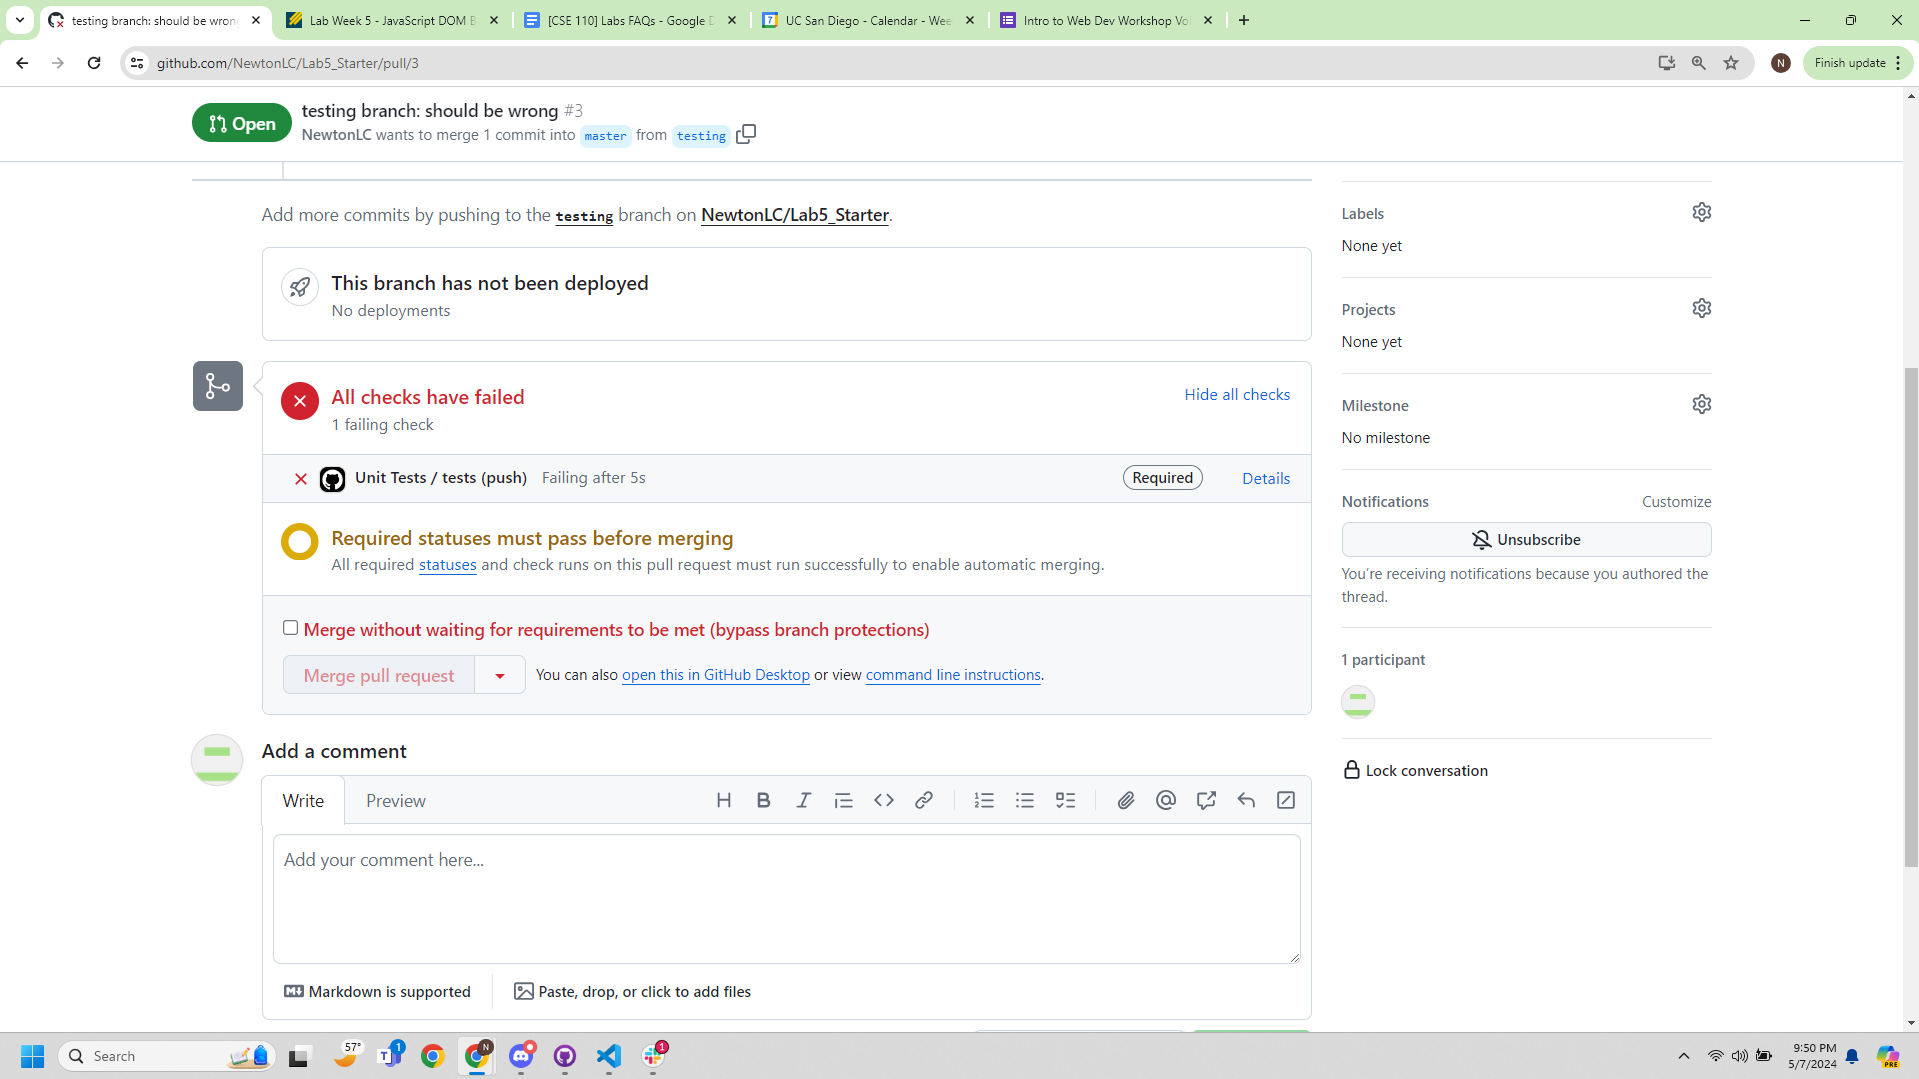 testing branch: should be wron
Lab Week 5 - JavaScript DOM B
[CSE 110] Labs FAQs - Google D
UC San Diego - Calendar - Wee
Intro to Web Dev Workshop Vol
github.com/NewtonLC/Lab5_Starter/pull/3
N
Finish update
Open
testing branch: should be wrong #3
NewtonLC wants to merge 1 commit into master from testing
Add more commits by pushing to the testing branch on NewtonLC/Lab5_Starter.
This branch has not been deployed
No deployments
All checks have failed
Hide all checks
1 failing check
Unit Tests / tests (push) Failing after 5s
Required
Details
Required statuses must pass before merging
All required statuses and check runs on this pull request must run successfully to enable automatic merging.
Merge without waiting for requirements to be met (bypass branch protections)
Merge pull request
You can also open this in GitHub Desktop or view command line instructions.
Add a comment
Write
Preview
Add your comment here...
Markdown is supported
Paste, drop, or click to add files
Labels
None yet
Projects
None yet
Milestone
No milestone
Notifications
Customize
Unsubscribe
You're receiving notifications because you authored the
thread.
1 participant
Lock conversation
Search
57°
1
N
1
9:50 PM
5/7/2024
PRE